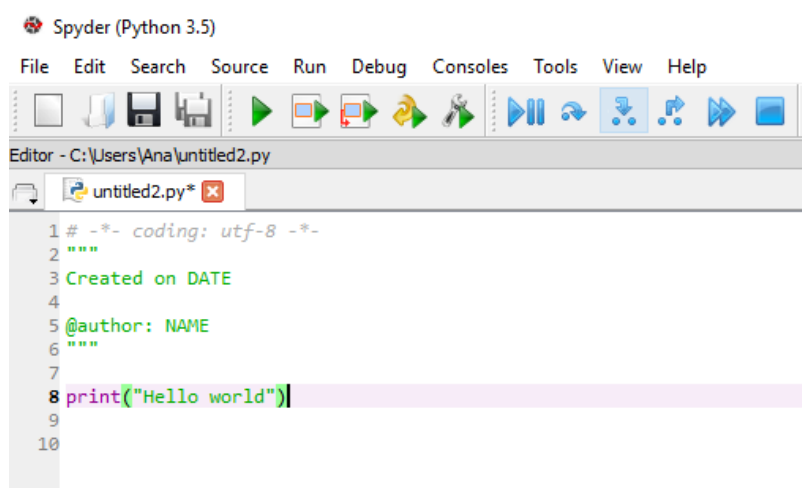 Spyder (Python 3.5)
File Edit Search Source Run Debug Consoles Tools View Help
Editor - C:\Users\Ana\untitled2.py
untitled2.py*
1 # -*- coding: utf-8 -*-
2 """
3 Created on DATE
4
5 @author: NAME
6 """
7
8 print("Hello world")
9
10